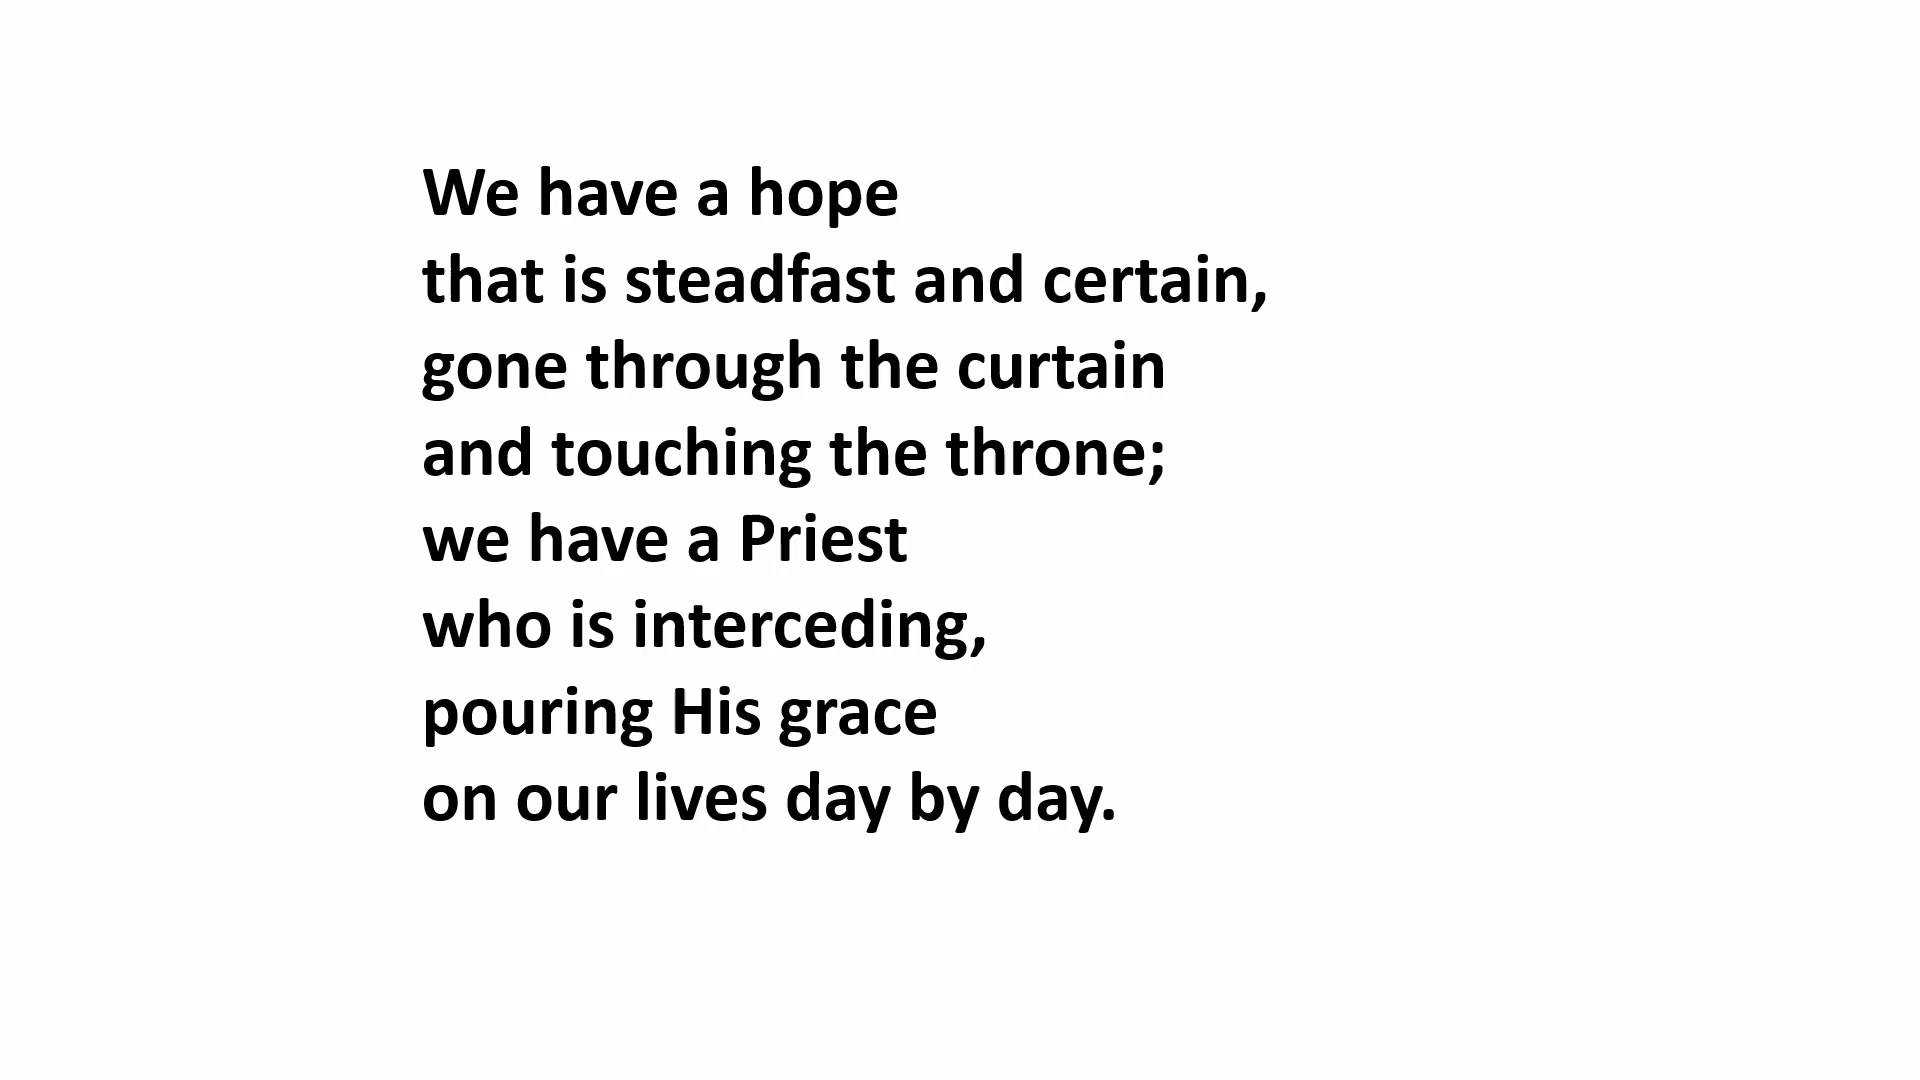 We have a hope
that is steadfast and certain,
gone through the curtain
and touching the throne;
we have a Priest
who is interceding,
pouring His grace
on our lives day by day.